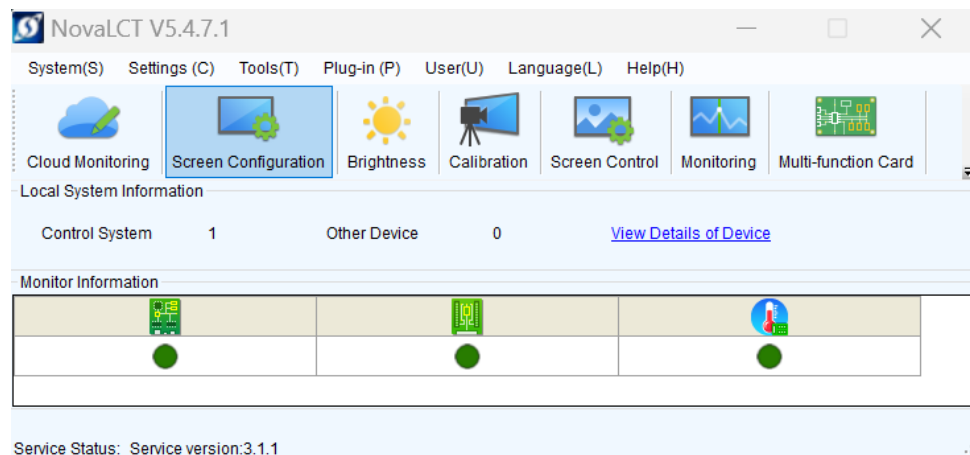 NovaLCT V5.4.7.1
System(S) Settings (C) Tools(T) Plug-in (P) User(U) Language(L) Help(H)
Cloud Monitoring Screen Configuration Brightness Calibration Screen Control Monitoring Multi-function Card
Local System Information
Control System 1 Other Device 0 View Details of Device
Monitor Information
Service Status: Service version:3.1.1